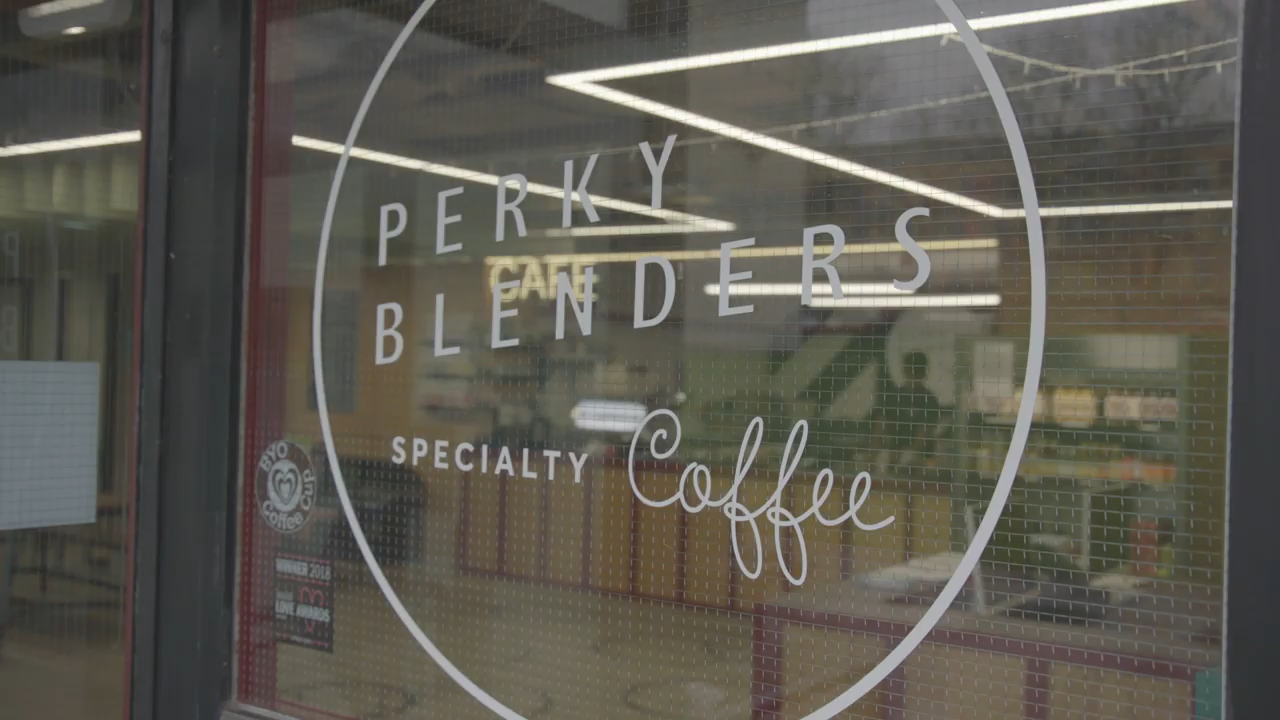 PERKY
BLENDERS
CAFE
SPECIALTY Coffee
BYO
Cup
Coffee
WINNER 2018
LOVE AWARDS
P
B